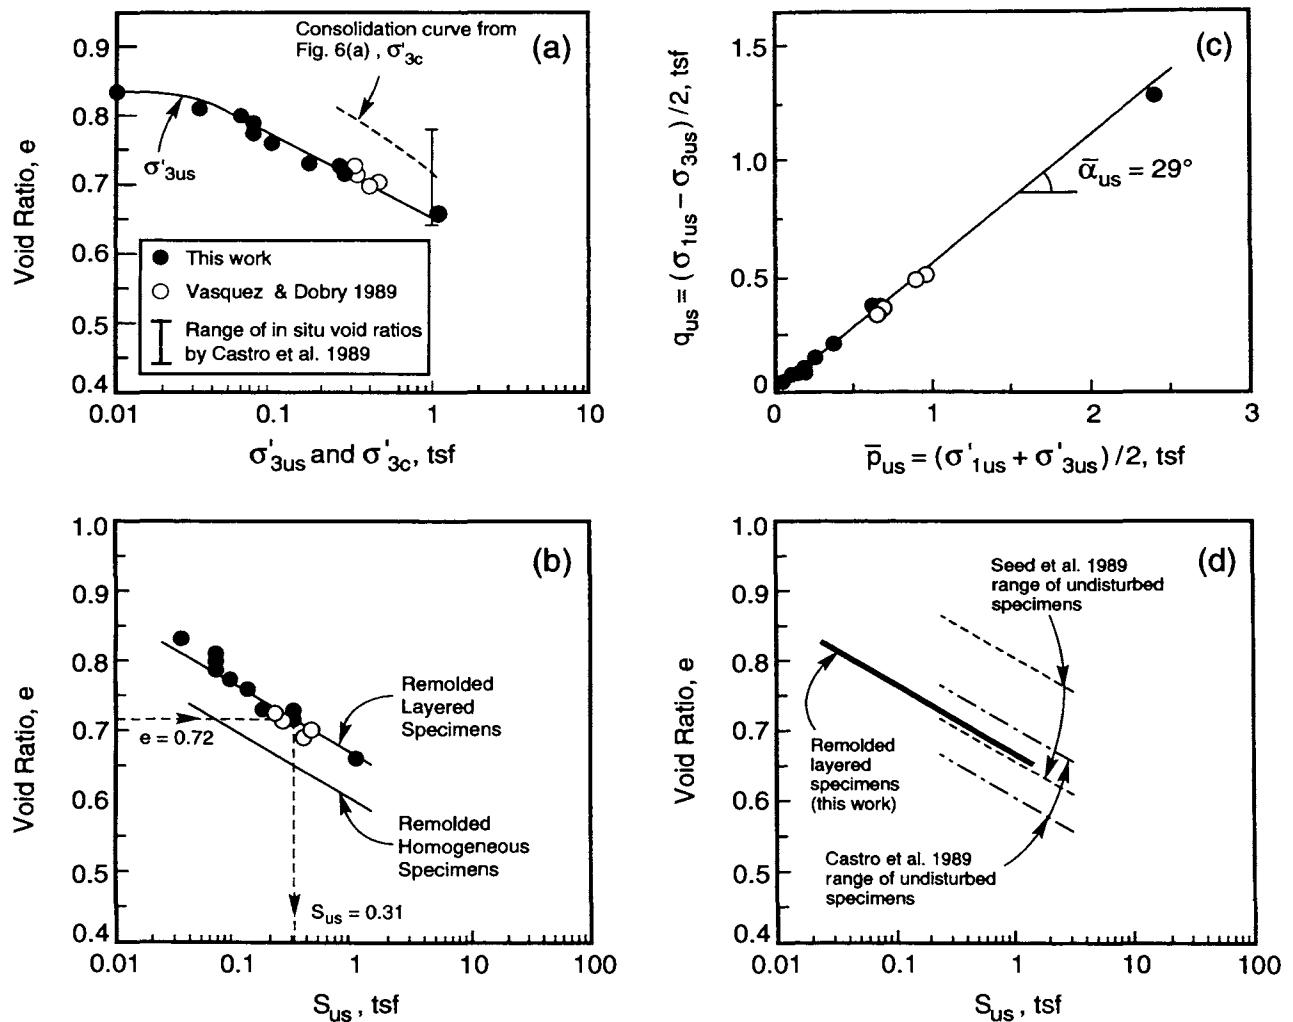 Consolidation curve from
Fig. 6(a) , σ'3c
(a)
0.9
0.8
0.7
0.6
0.5
0.4
Void Ratio, e
σ'3us
This work
Vasquez & Dobry 1989
Range of in situ void ratios
by Castro et al. 1989
0.01
0.1
1
10
σ'3us and σ'3c, tsf
(c)
1.5
1.0
0.5
0
qus = (σ1us − σ3us) /2, tsf
ᾱus = 29°
0
1
2
3
p̄us = (σ'1us + σ'3us) /2, tsf
(b)
1.0
0.9
0.8
0.7
0.6
0.5
0.4
Void Ratio, e
e = 0.72
Remolded
Layered
Specimens
Remolded
Homogeneous
Specimens
Sus = 0.31
0.01
0.1
1
10
100
Sus , tsf
(d)
1.0
0.9
0.8
0.7
0.6
0.5
0.4
Void Ratio, e
Seed et al. 1989
range of undisturbed
specimens
Remolded
layered
specimens
(this work)
Castro et al. 1989
range of undisturbed
specimens
0.01
0.1
1
10
100
Sus , tsf